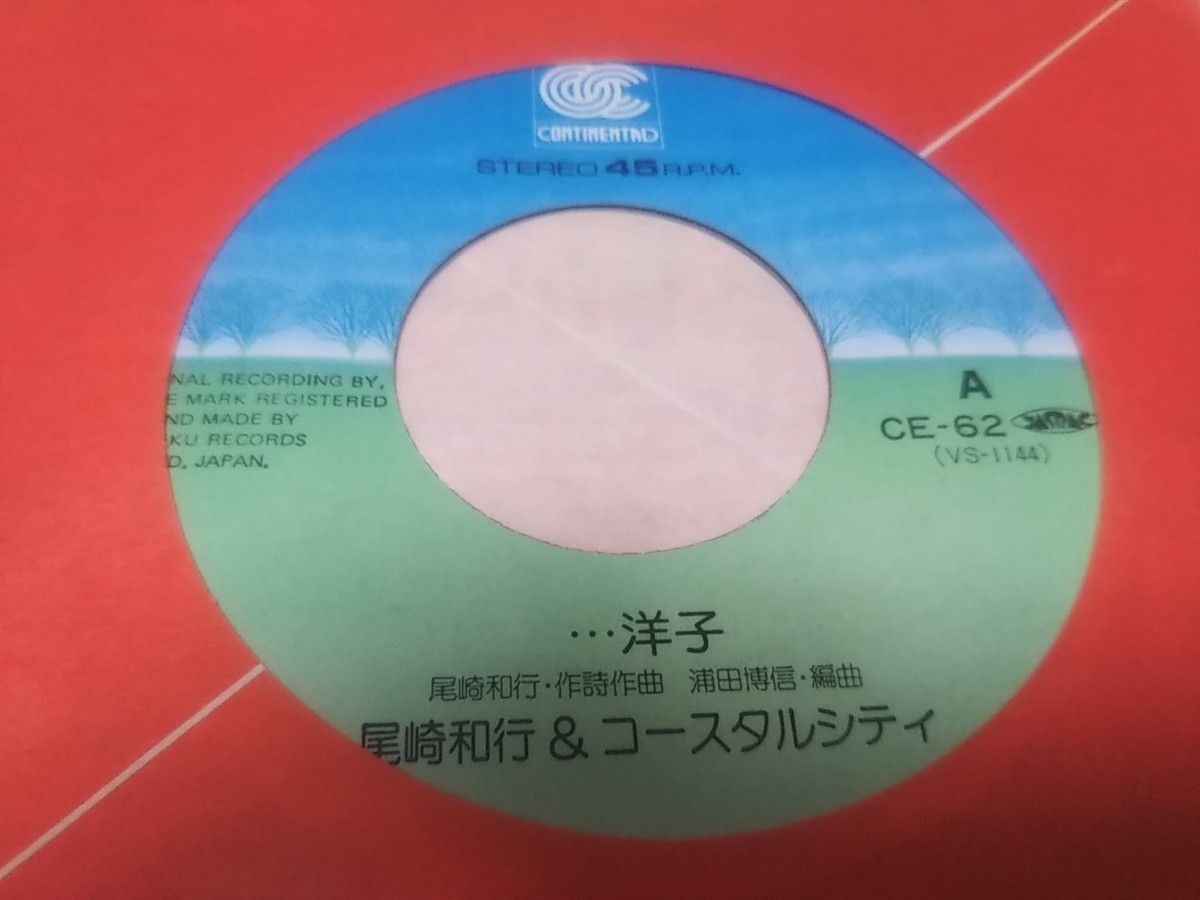 CONTINENTAL
STEREO 45 R.P.M.
NAL RECORDING BY,
E MARK REGISTERED
ND MADE BY
KU RECORDS
D. JAPAN.
A
CE-62
(VS-1144)
…洋子
尾崎和行・作詩作曲 浦田博信・編曲
尾崎和行&コースタルシティ